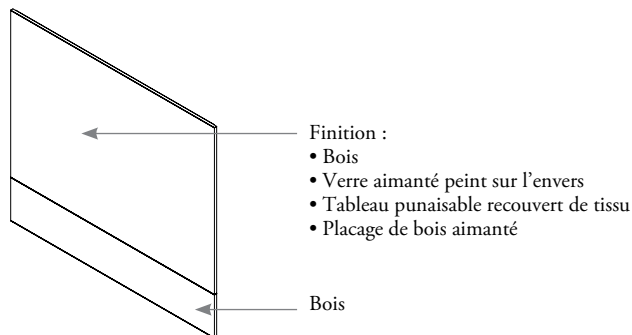 Finition :
• Bois
• Verre aimanté peint sur l’envers
• Tableau punaisable recouvert de tissu
• Placage de bois aimanté
Bois